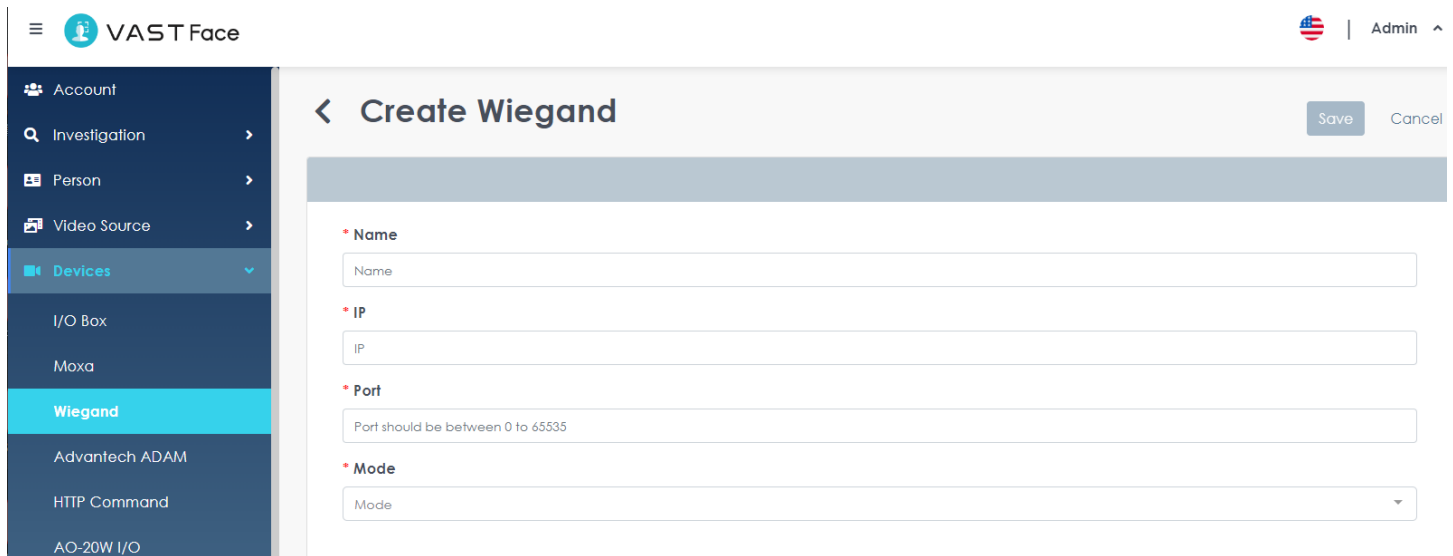 VAST Face
Admin
Account
Investigation
Person
Video Source
Devices
I/O Box
Moxa
Wiegand
Advantech ADAM
HTTP Command
AO-20W I/O
Create Wiegand
Save Cancel
* Name
Name
* IP
IP
* Port
Port should be between 0 to 65535
* Mode
Mode